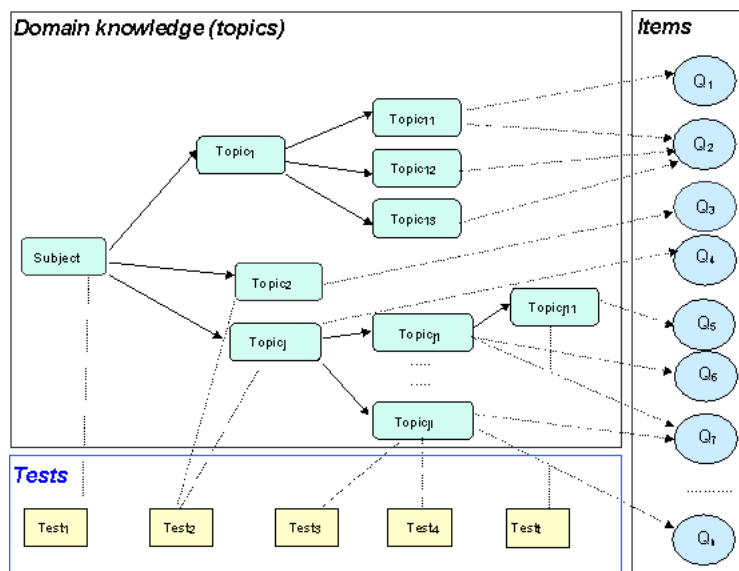 Domain knowledge (topics)
Items
Q1
Topic11
Topic1
Q2
Topic12
Topic13
Q3
Subject
Q4
Topic2
Topicj11
Q5
Topicj
Topicj1
Q6
Topicjl
Q7
Tests
Test1
Test2
Test3
Test4
Testt
Qn